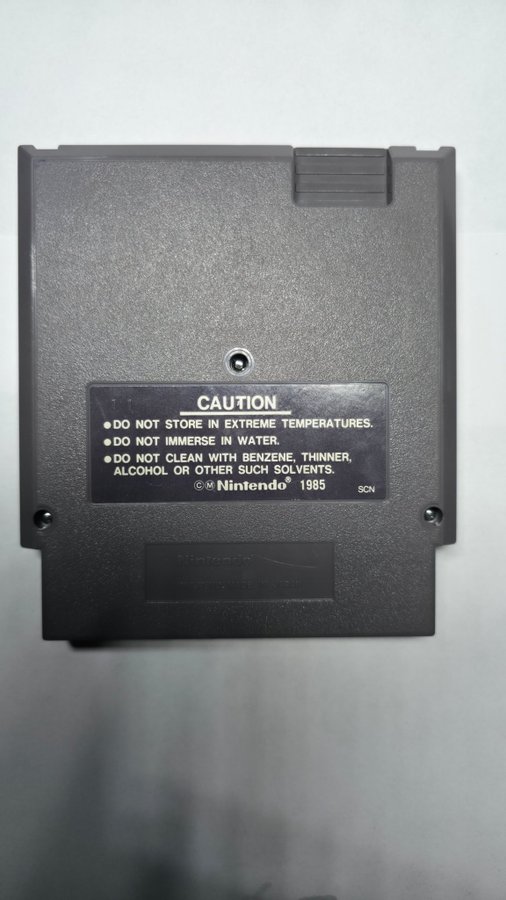 CAUTION
●DO NOT STORE IN EXTREME TEMPERATURES.
●DO NOT IMMERSE IN WATER.
●DO NOT CLEAN WITH BENZENE, THINNER,
ALCOHOL OR OTHER SUCH SOLVENTS.
ⒸⓂNintendo® 1985
SCN
Nintendo